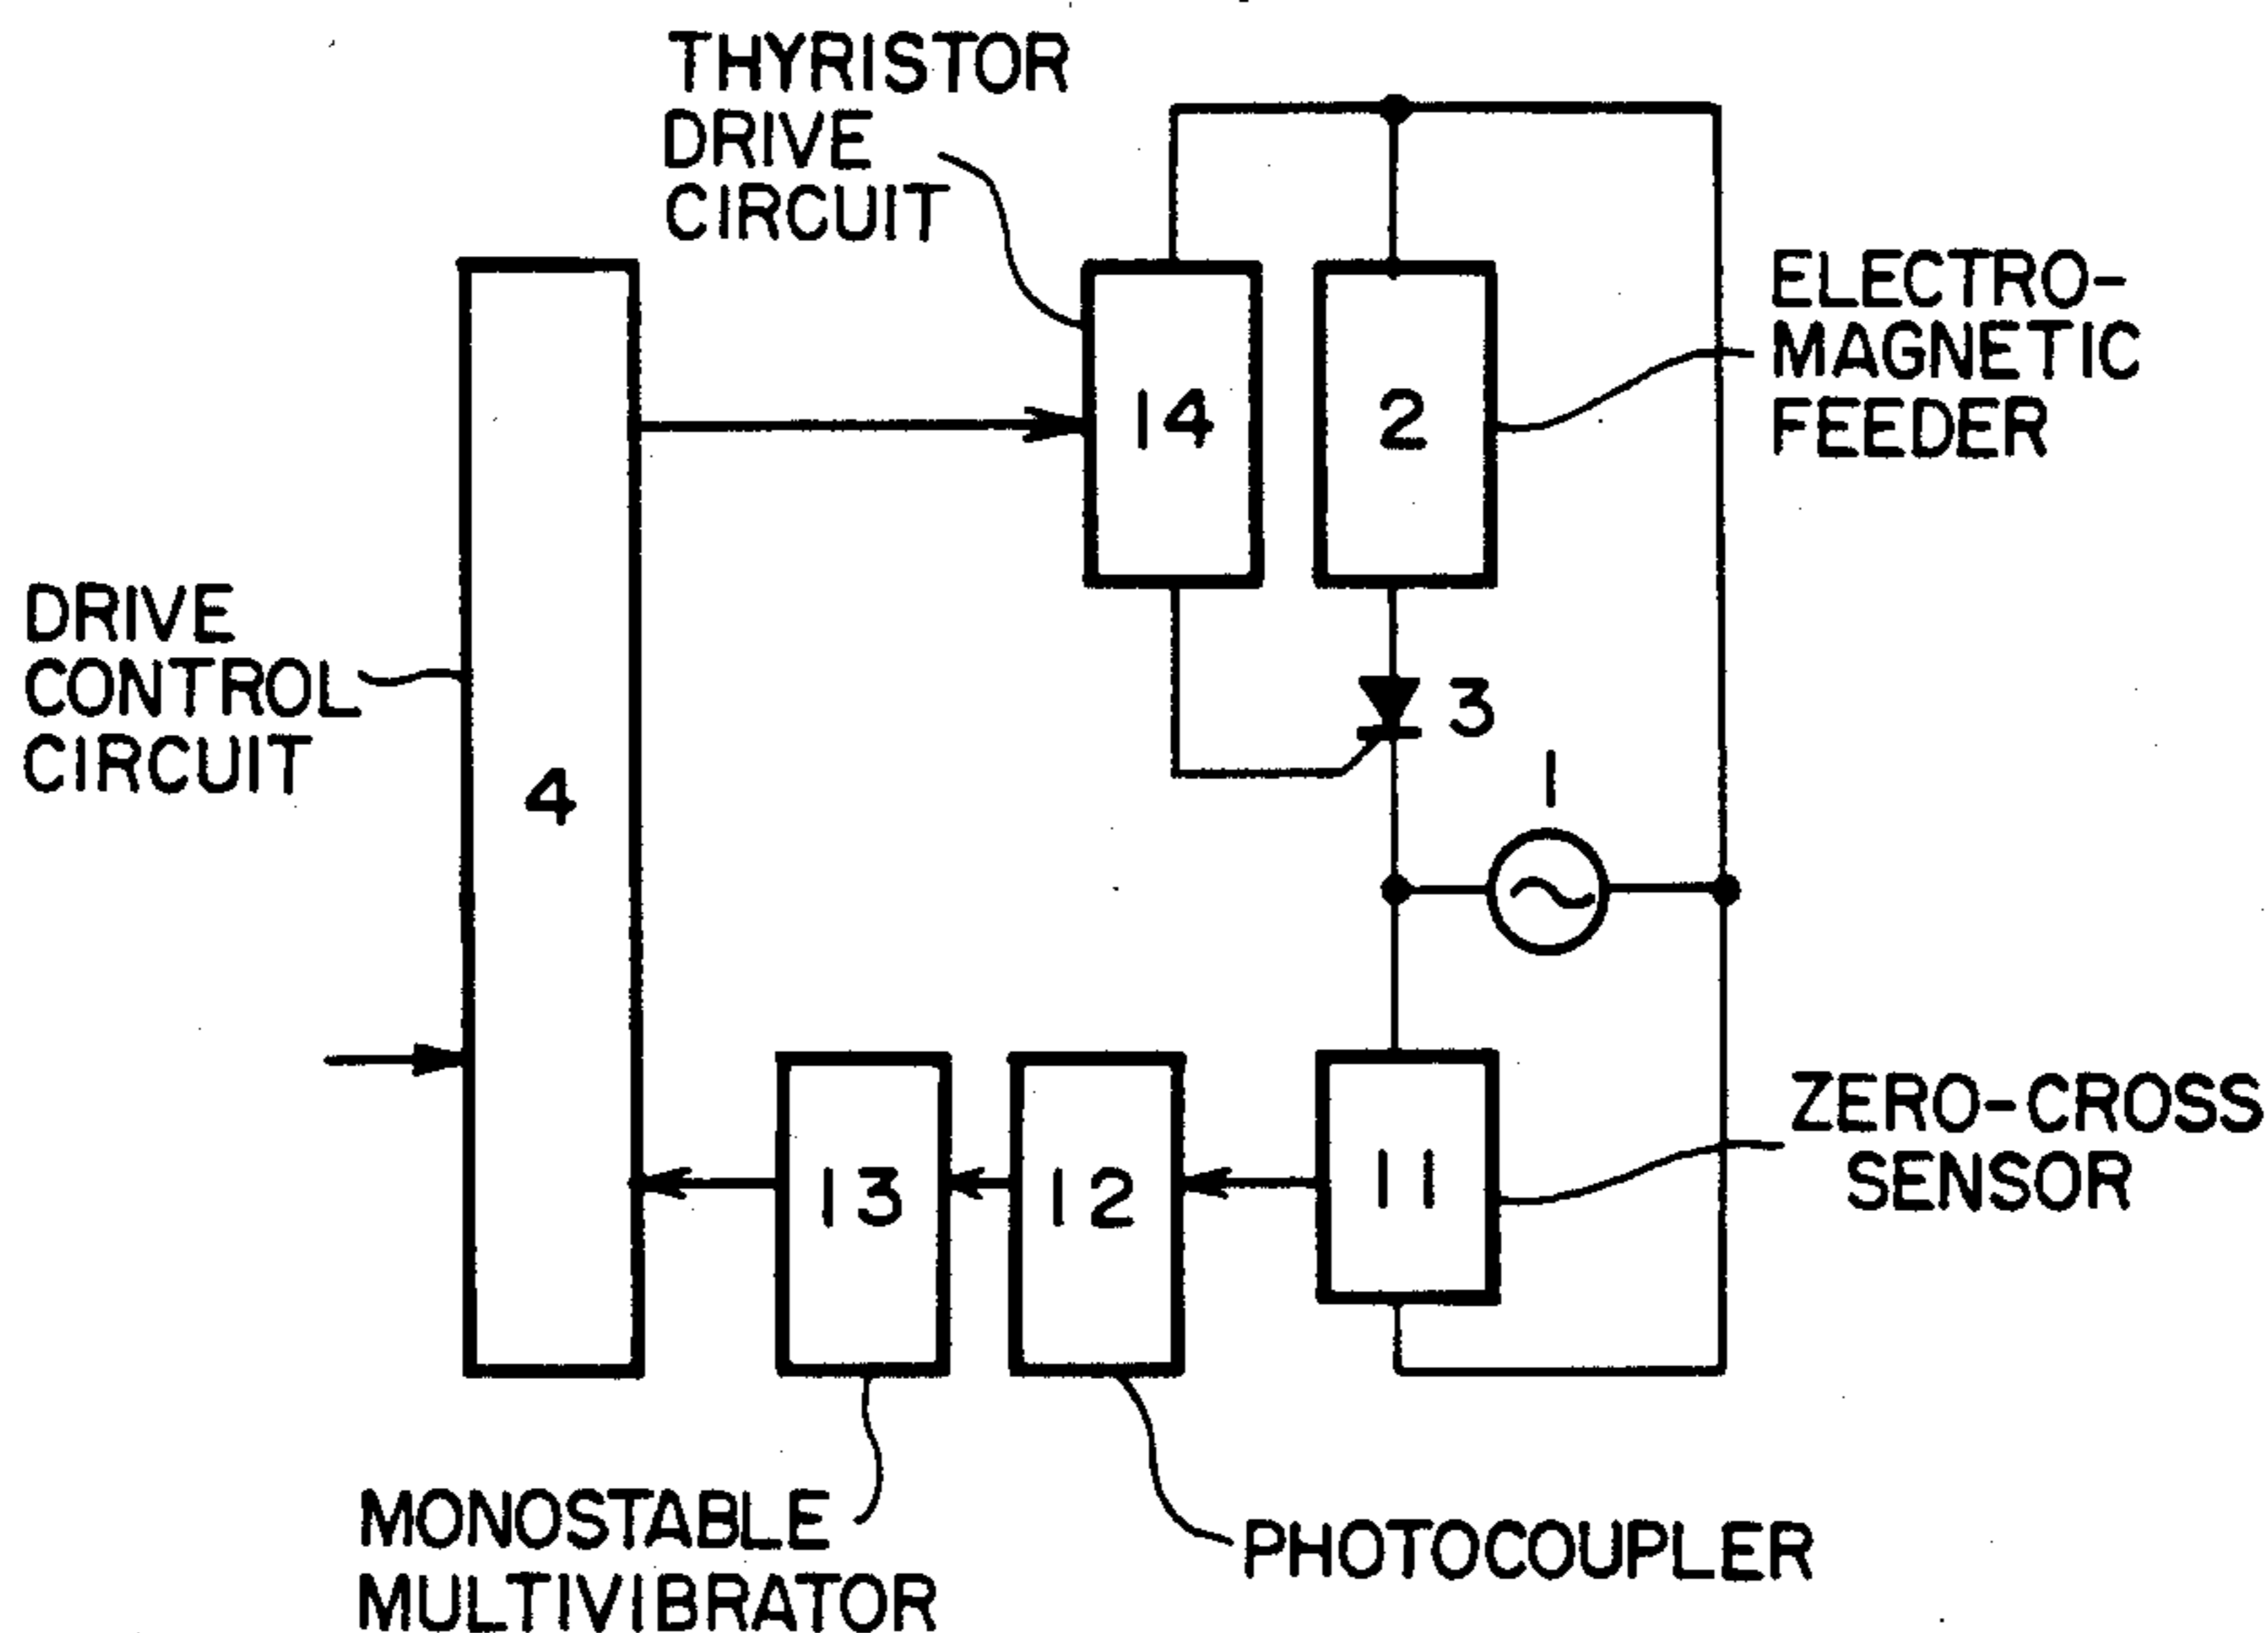 THYRISTOR
DRIVE
CIRCUIT
ELECTRO-
MAGNETIC
FEEDER
14
2
DRIVE
CONTROL
CIRCUIT
3
4
1
ZERO-CROSS
SENSOR
13
12
11
MONOSTABLE
MULTIVIBRATOR
PHOTOCOUPLER